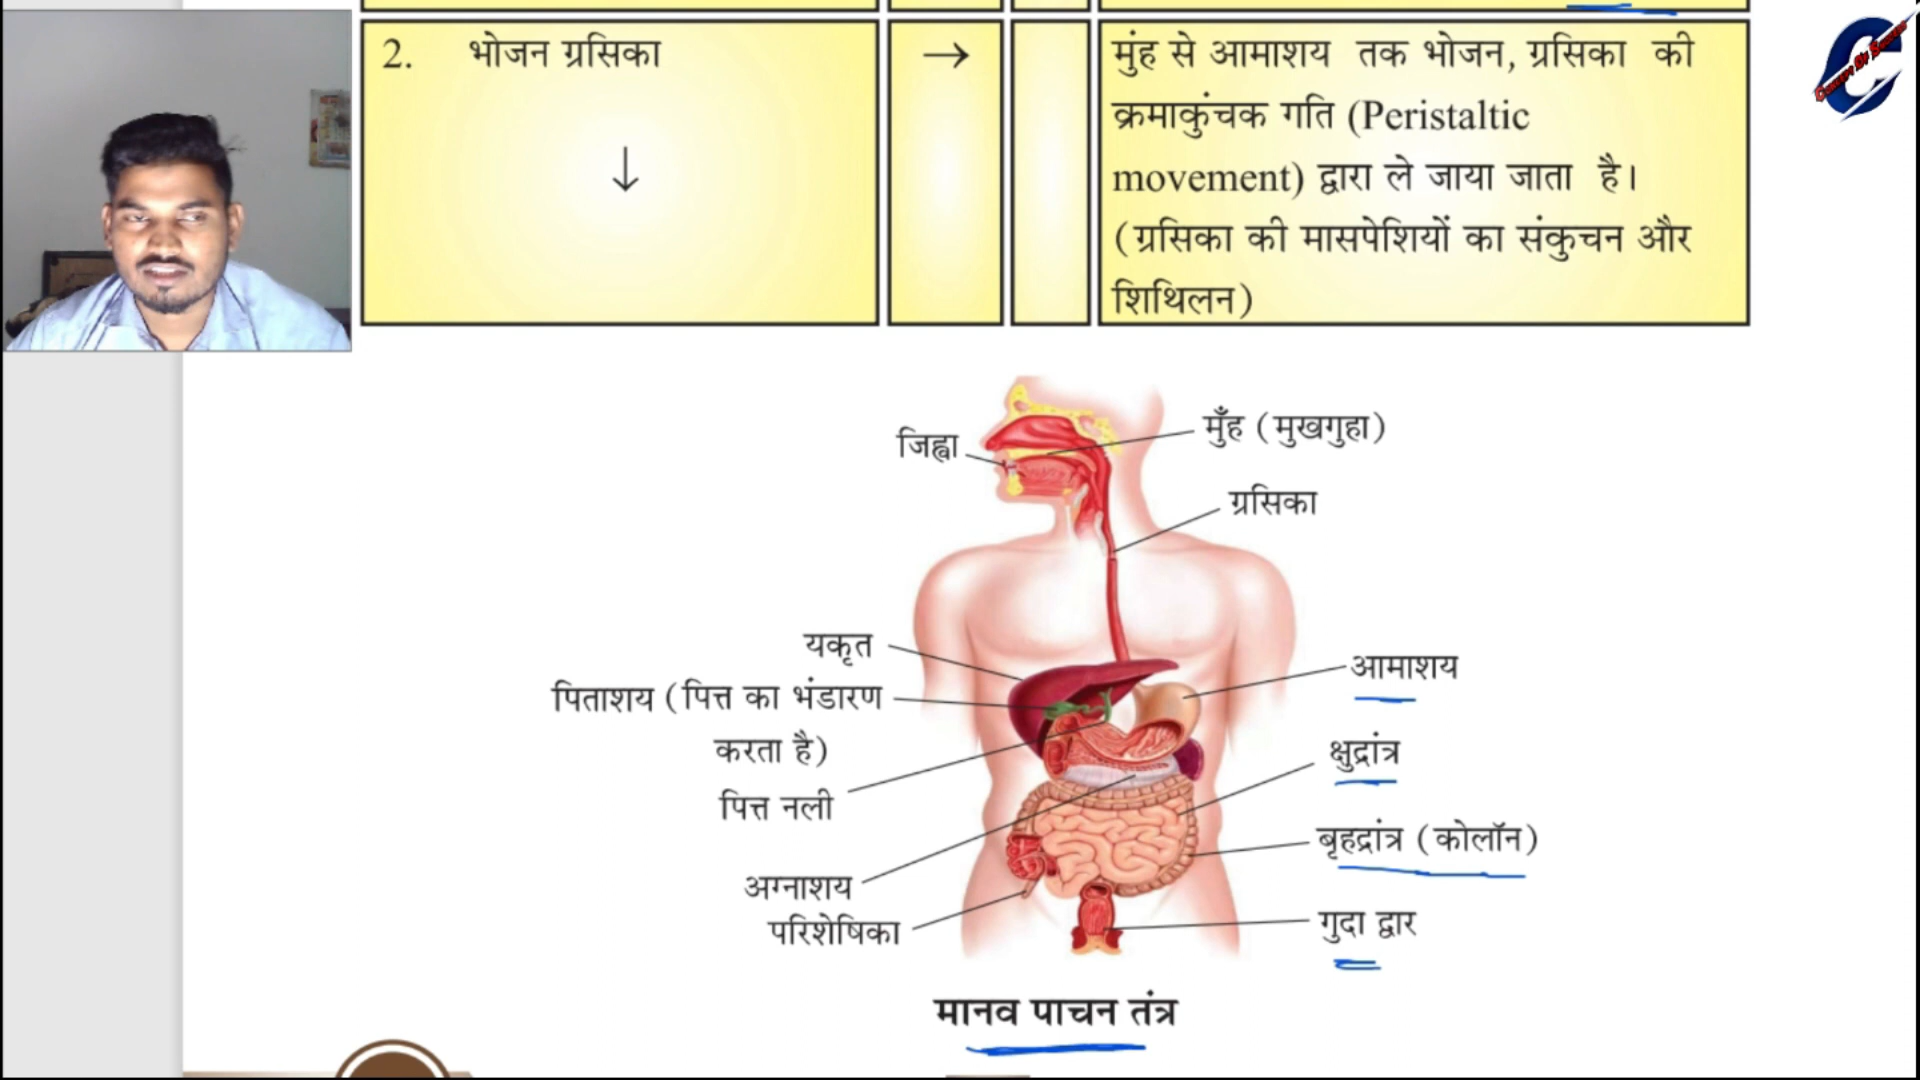 2. भोजन ग्रसिका → मुंह से आमाशय तक भोजन, ग्रसिका की
क्रमाकुंचक गति (Peristaltic
↓ movement) द्वारा ले जाया जाता है।
(ग्रसिका की मासपेशियों का संकुचन और
शिथिलन)
जिह्वा
मुँह (मुखगुहा)
ग्रसिका
यकृत
पिताशय (पित्त का भंडारण
करता है)
पित्त नली
अग्नाशय
परिशेषिका
आमाशय
क्षुद्रांत्र
बृहद्रांत्र (कोलॉन)
गुदा द्वार
मानव पाचन तंत्र